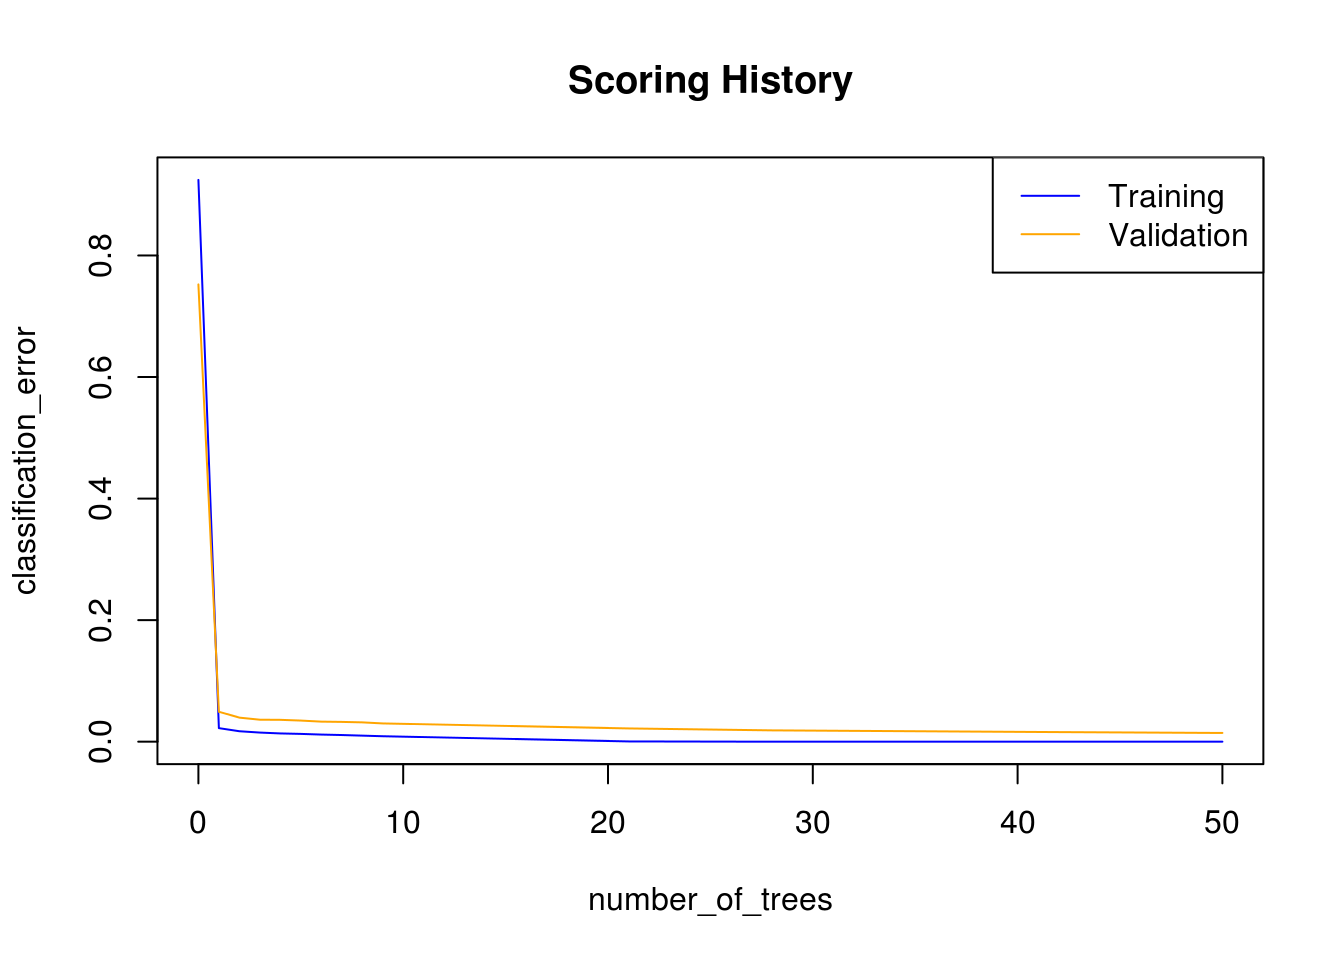 Scoring History
Training
Validation
classification_error
0.8
0.6
0.4
0.2
0.0
0 10 20 30 40 50
number_of_trees